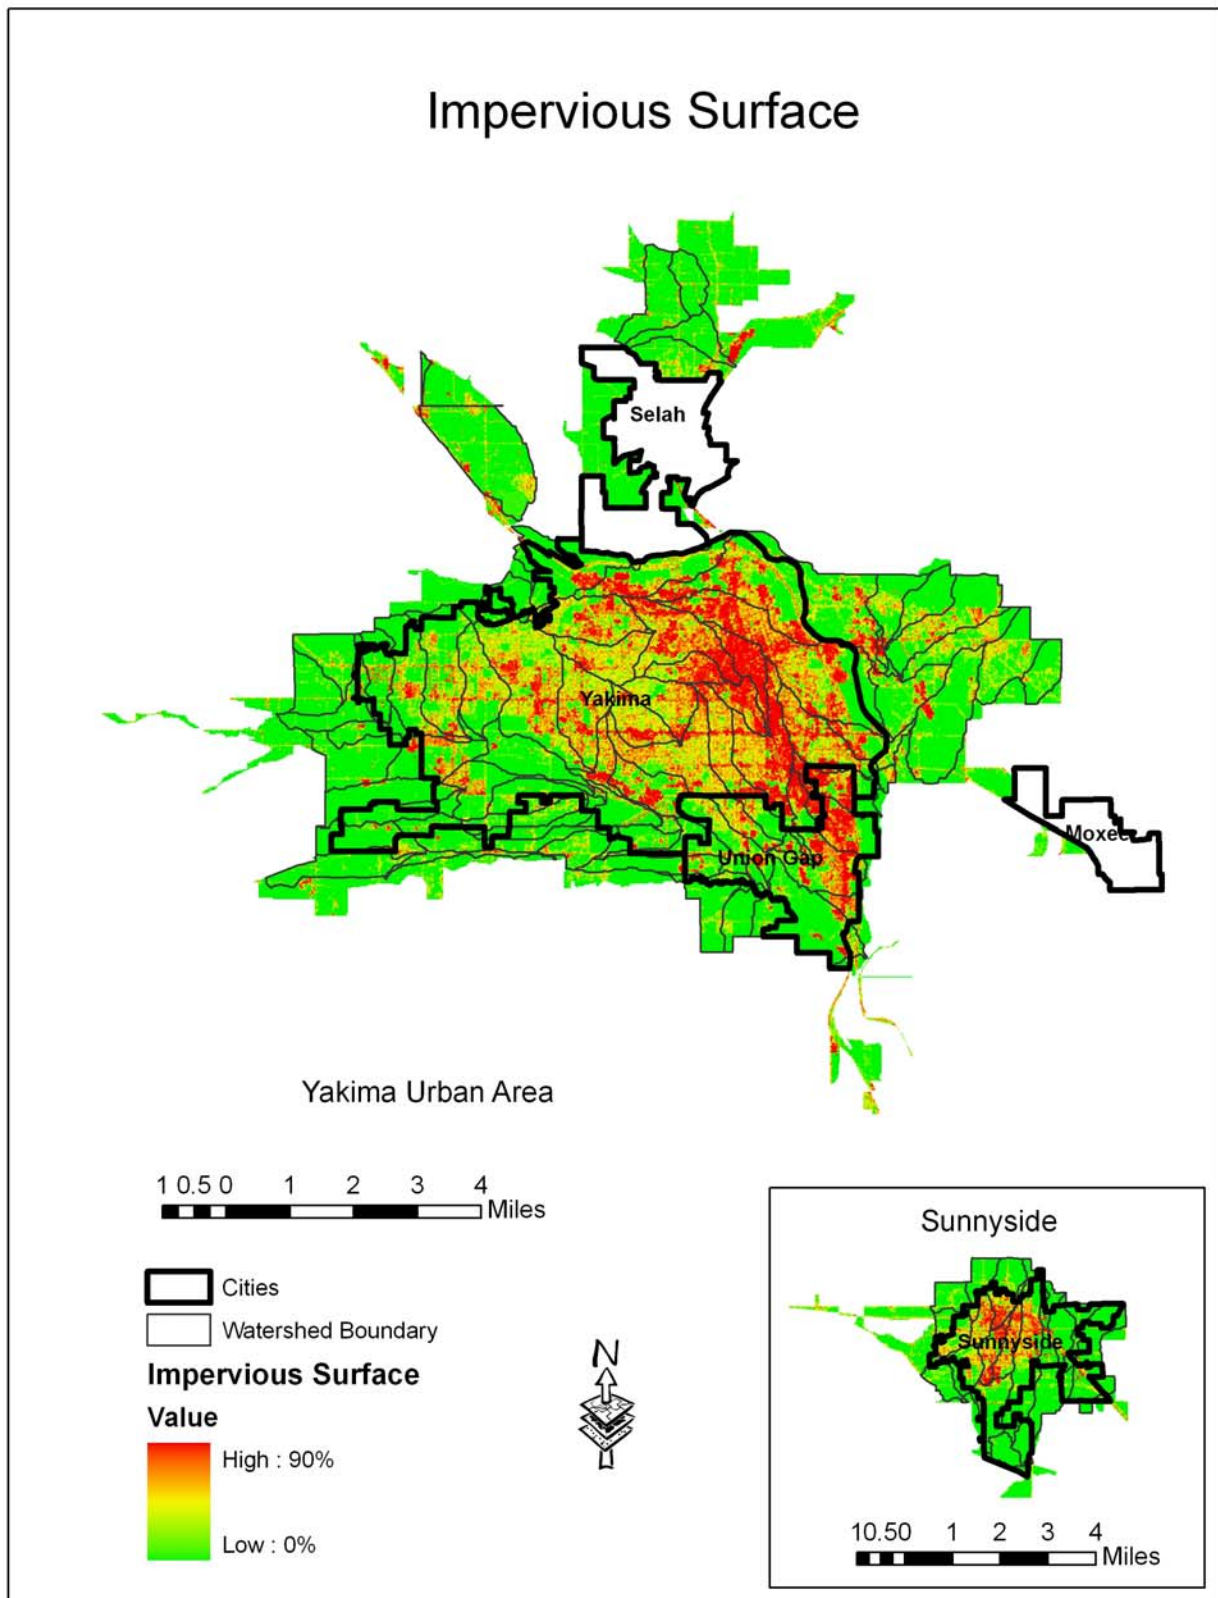 Impervious Surface
Selah
Yakima
Moxee
Union Gap
Yakima Urban Area
1 0.5 0 1 2 3 4
Miles
Cities
Watershed Boundary
Impervious Surface
Value
High : 90%
Low : 0%
N
Sunnyside
Sunnyside
10.50 1 2 3 4
Miles